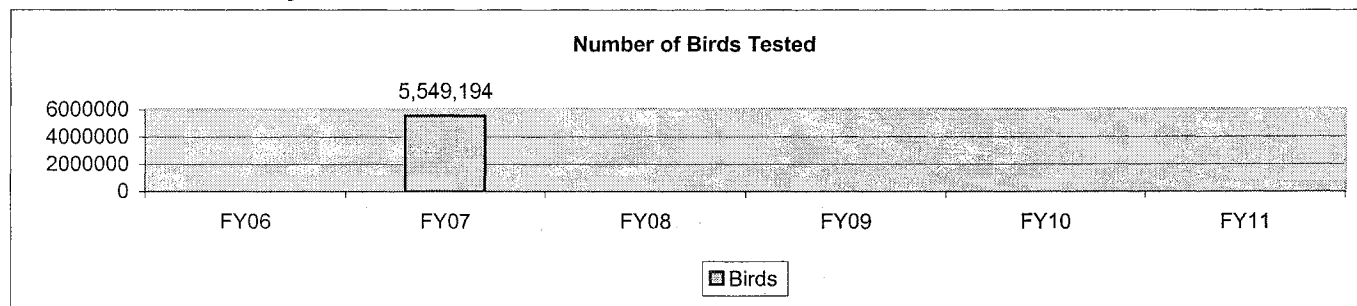 Number of Birds Tested
5,549,194
6000000
4000000
2000000
0
FY06 FY07 FY08 FY09 FY10 FY11
Birds